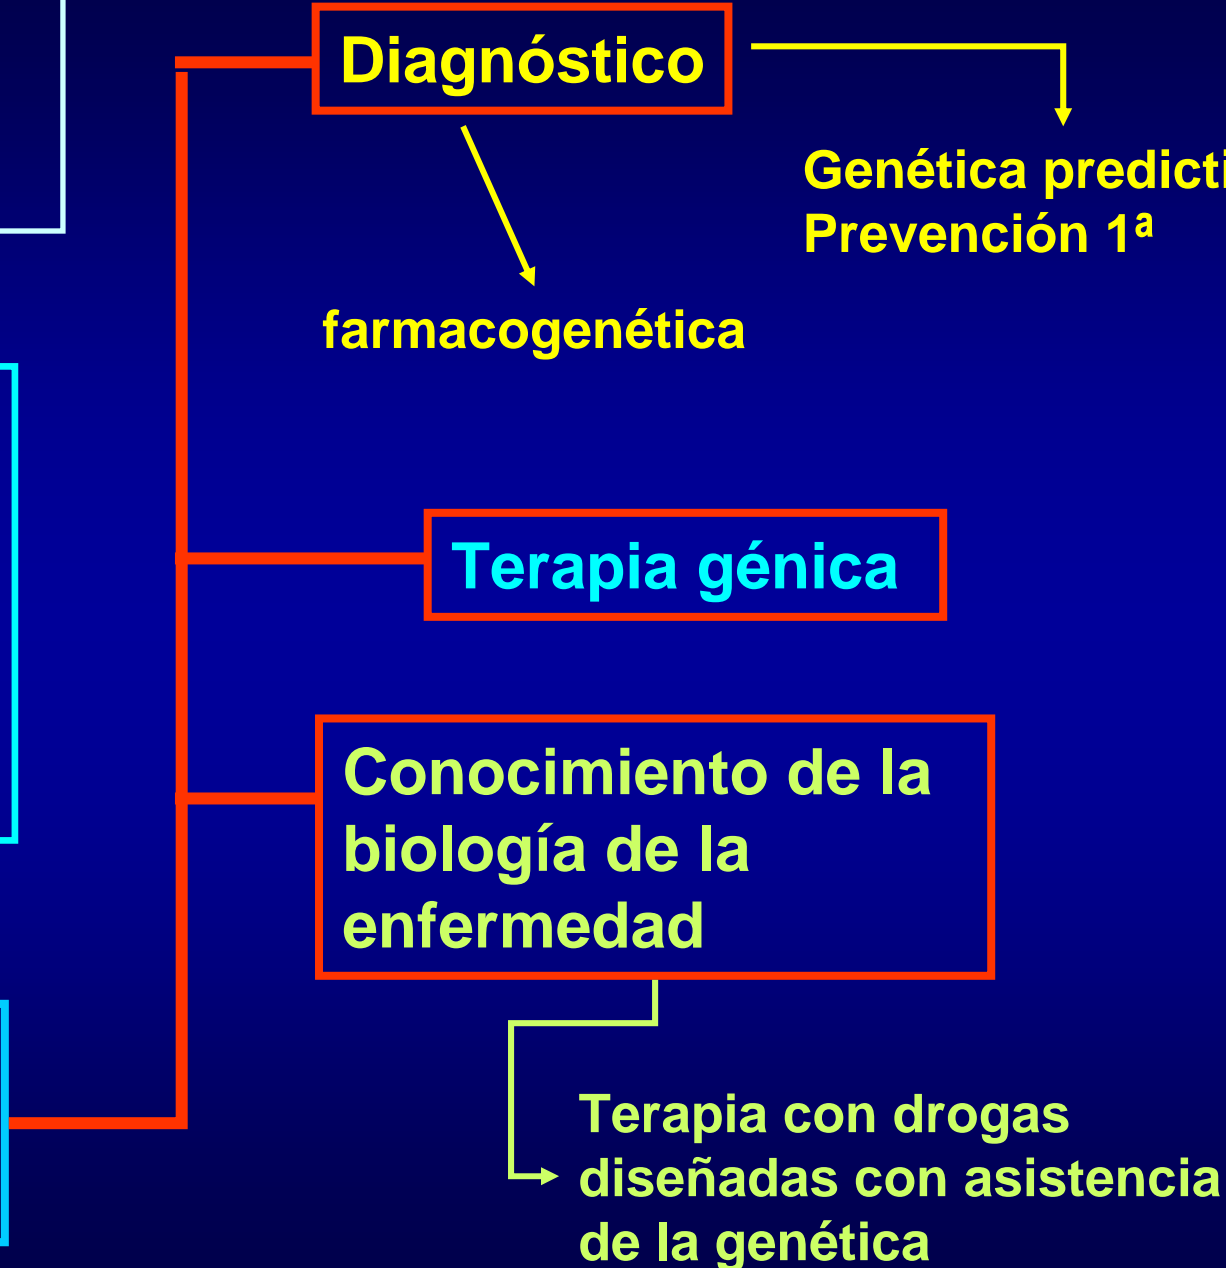 Diagnóstico
Genética
Prevención 1ª
farmacogenética
Terapia génica
Conocimiento de la
biología de la
enfermedad
Terapia con drogas
diseñadas con asistencia
de la genética